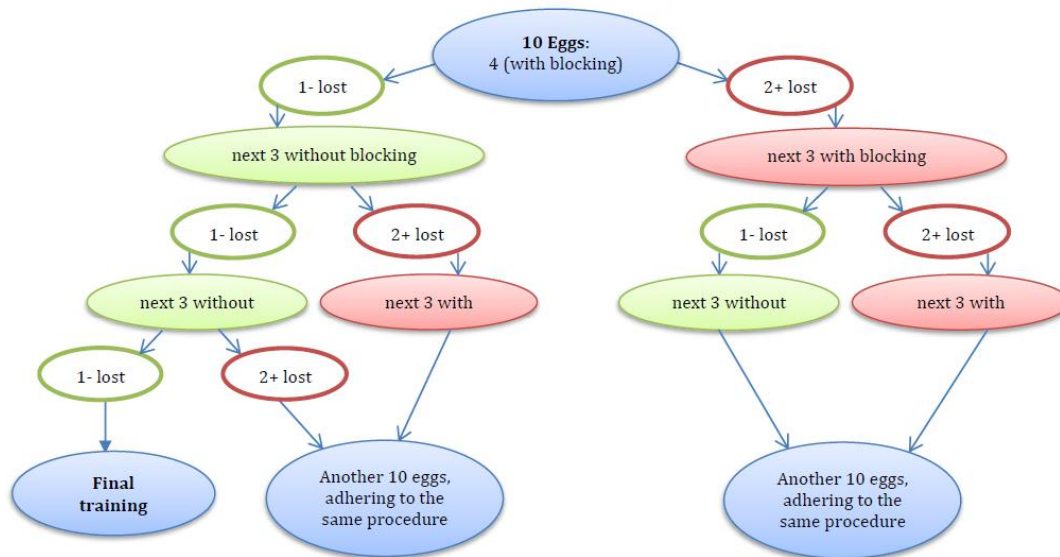 10 Eggs:
4 (with blocking)
1- lost
2+ lost
next 3 without blocking
next 3 with blocking
1- lost
2+ lost
1- lost
2+ lost
next 3 without
next 3 with
next 3 without
next 3 with
1- lost
2+ lost
Final
training
Another 10 eggs,
adhering to the
same procedure
Another 10 eggs,
adhering to the
same procedure